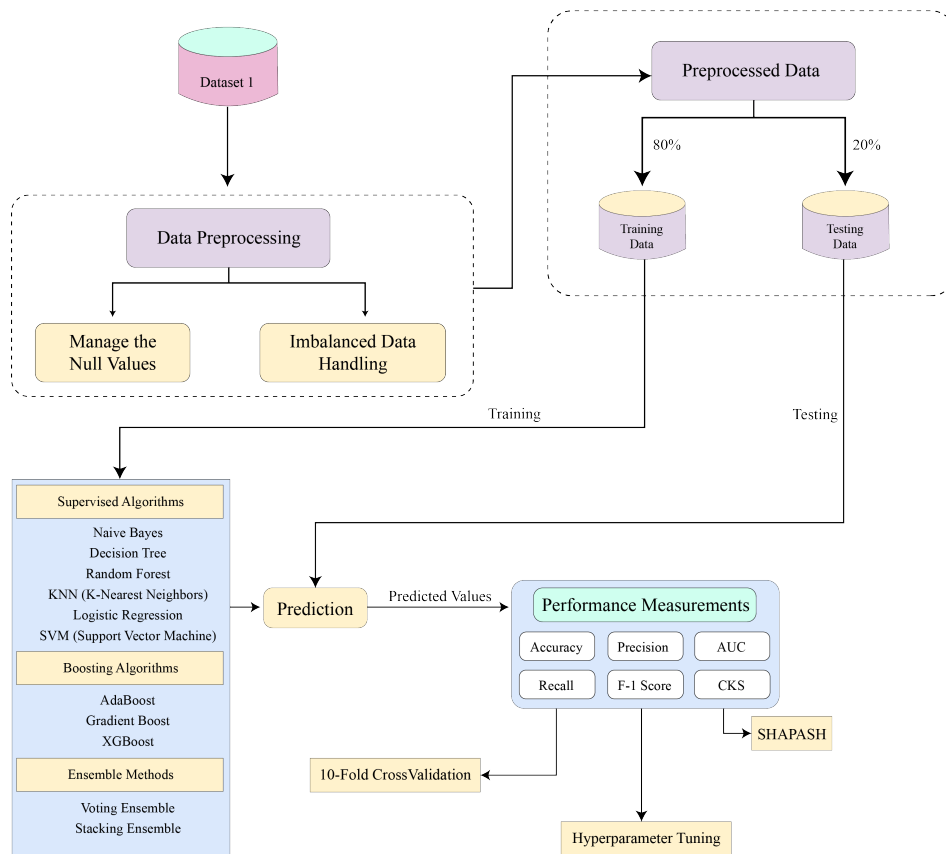 Dataset 1
Preprocessed Data
80%
20%
Training
Data
Testing
Data
Data Preprocessing
Manage the
Null Values
Imbalanced Data
Handling
Training
Testing
Supervised Algorithms
Naive Bayes
Decision Tree
Random Forest
KNN (K-Nearest Neighbors)
Logistic Regression
SVM (Support Vector Machine)
Boosting Algorithms
AdaBoost
Gradient Boost
XGBoost
Ensemble Methods
Voting Ensemble
Stacking Ensemble
Prediction
Predicted Values
Performance Measurements
Accuracy
Precision
AUC
Recall
F-1 Score
CKS
SHAPASH
10-Fold CrossValidation
Hyperparameter Tuning